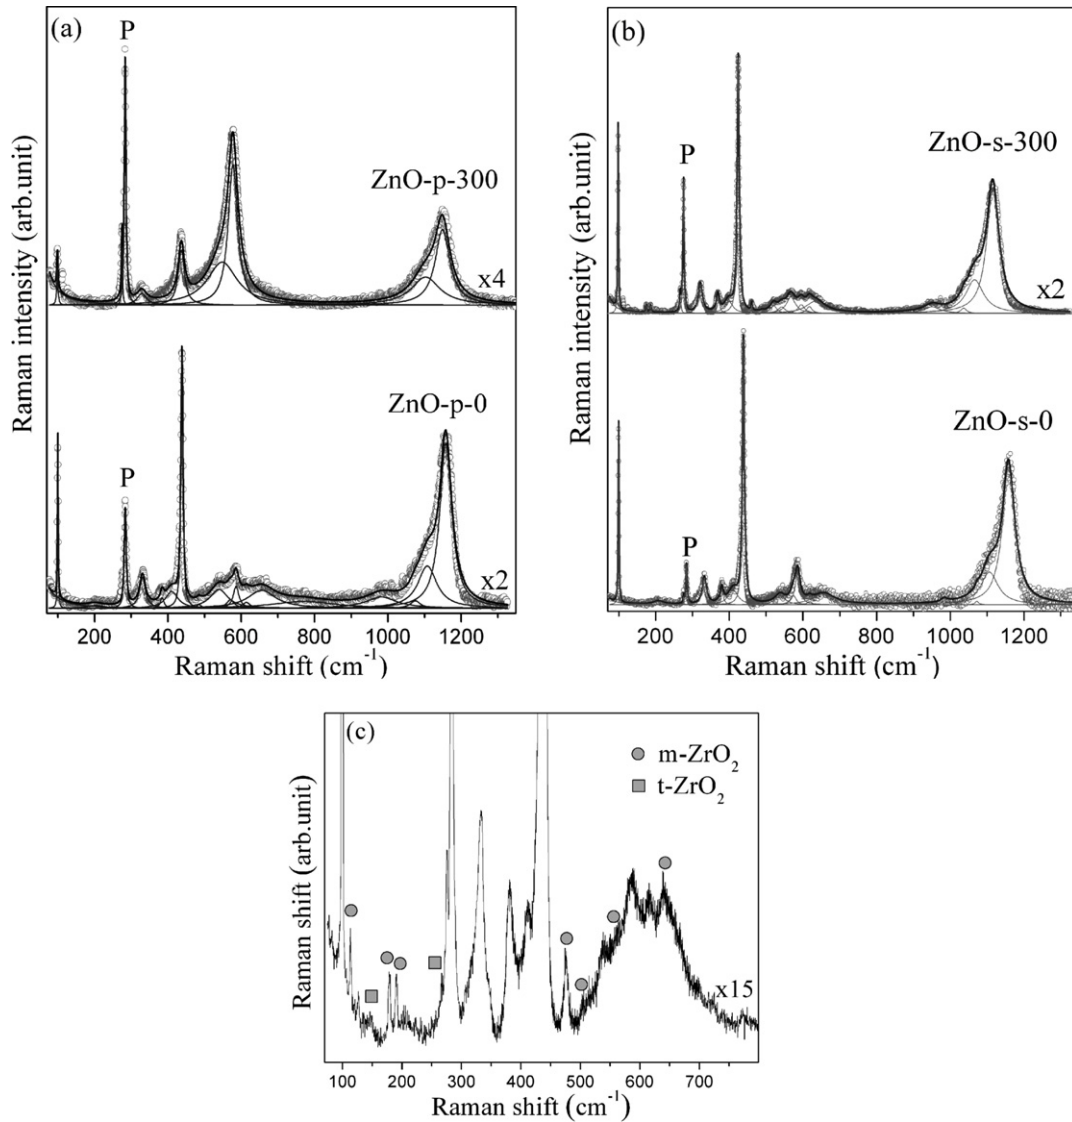 (a)
P
ZnO-p-300
x4
ZnO-p-0
P
x2
Raman intensity (arb.unit)
200 400 600 800 1000 1200
Raman shift (cm⁻¹)
(b)
ZnO-s-300
P
x2
ZnO-s-0
P
Raman intensity (arb.unit)
200 400 600 800 1000 1200
Raman shift (cm⁻¹)
(c)
m-ZrO₂
t-ZrO₂
x15
Raman shift (arb.unit)
100 200 300 400 500 600 700
Raman shift (cm⁻¹)